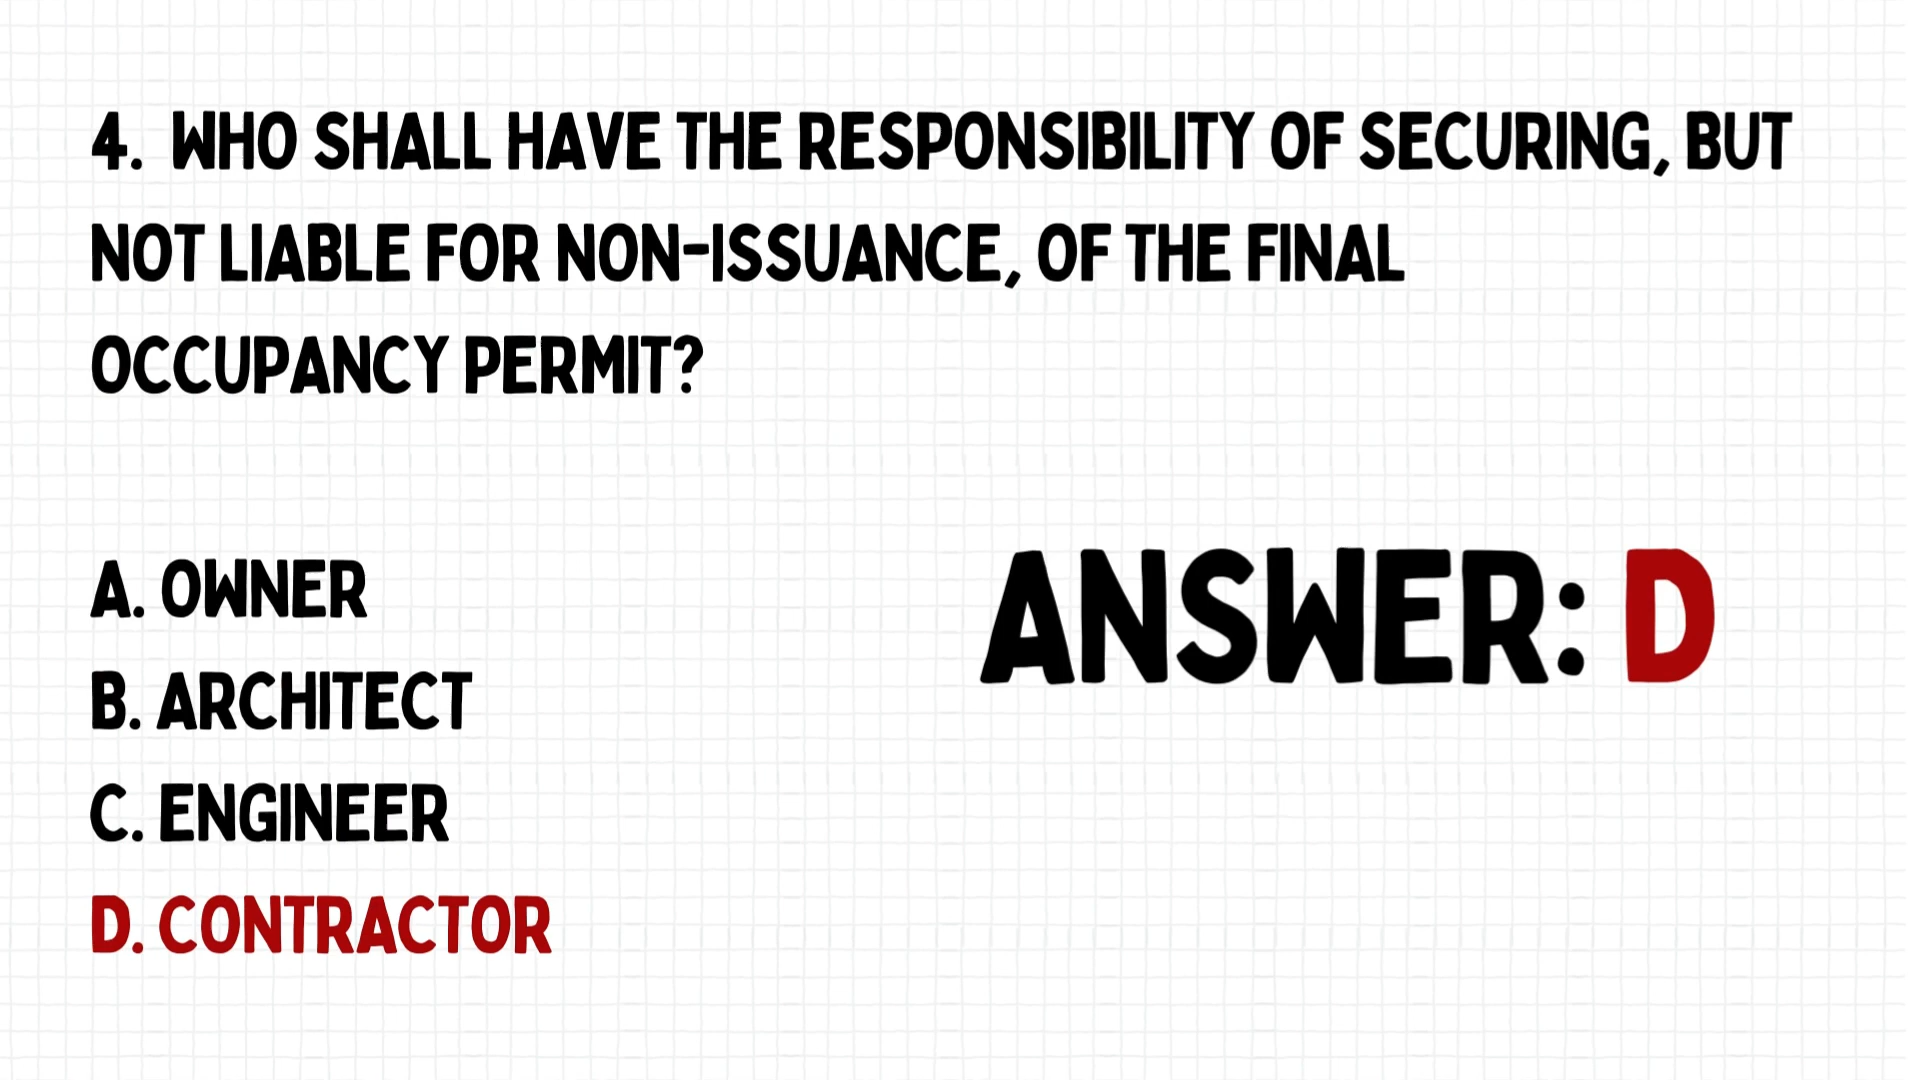 4. WHO SHALL HAVE THE RESPONSIBILITY OF SECURING, BUT
NOT LIABLE FOR NON-ISSUANCE, OF THE FINAL
OCCUPANCY PERMIT?
A. OWNER
B. ARCHITECT
C. ENGINEER
D. CONTRACTOR
ANSWER: D